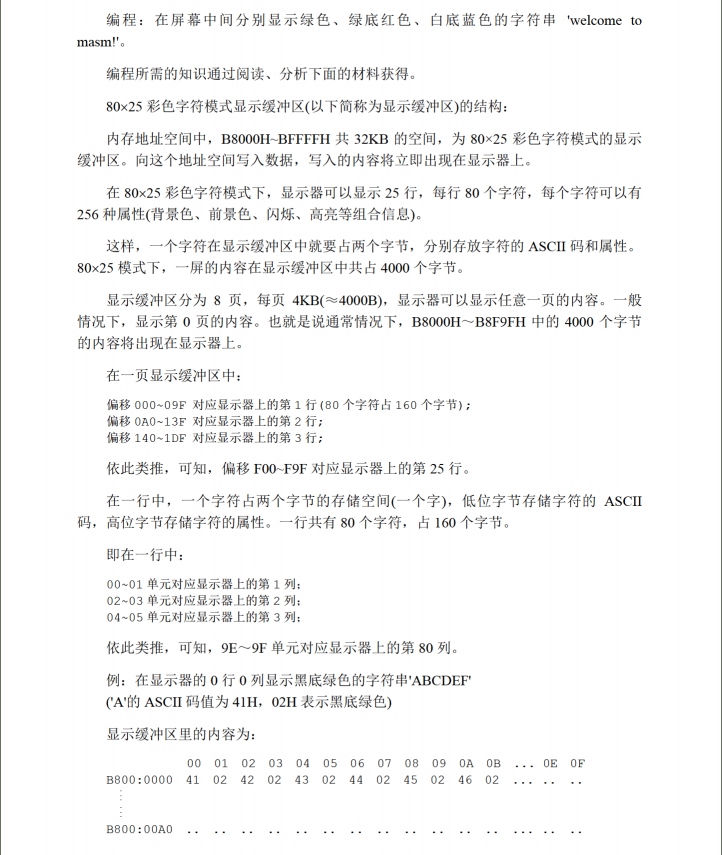 编程：在屏幕中间分别显示绿色、绿底红色、白底蓝色的字符串 'welcome to
masm!'。
编程所需的知识通过阅读、分析下面的材料获得。
80×25 彩色字符模式显示缓冲区(以下简称为显示缓冲区)的结构：
内存地址空间中，B8000H~BFFFFH 共 32KB 的空间，为 80×25 彩色字符模式的显示
缓冲区。向这个地址空间写入数据，写入的内容将立即出现在显示器上。
在 80×25 彩色字符模式下，显示器可以显示 25 行，每行 80 个字符，每个字符可以有
256 种属性(背景色、前景色、闪烁、高亮等组合信息)。
这样，一个字符在显示缓冲区中就要占两个字节，分别存放字符的 ASCII 码和属性。
80×25 模式下，一屏的内容在显示缓冲区中共占 4000 个字节。
显示缓冲区分为 8 页，每页 4KB(≈4000B)，显示器可以显示任意一页的内容。一般
情况下，显示第 0 页的内容。也就是说通常情况下，B8000H～B8F9FH 中的 4000 个字节
的内容将出现在显示器上。
在一页显示缓冲区中：
偏移 000~09F 对应显示器上的第 1 行(80 个字符占 160 个字节);
偏移 0A0~13F 对应显示器上的第 2 行;
偏移 140~1DF 对应显示器上的第 3 行;
依此类推，可知，偏移 F00~F9F 对应显示器上的第 25 行。
在一行中，一个字符占两个字节的存储空间(一个字)，低位字节存储字符的 ASCII
码，高位字节存储字符的属性。一行共有 80 个字符，占 160 个字节。
即在一行中：
00~01 单元对应显示器上的第 1 列;
02~03 单元对应显示器上的第 2 列;
04~05 单元对应显示器上的第 3 列;
依此类推，可知，9E～9F 单元对应显示器上的第 80 列。
例：在显示器的 0 行 0 列显示黑底绿色的字符串'ABCDEF'
('A'的 ASCII 码值为 41H，02H 表示黑底绿色)
显示缓冲区里的内容为：
00 01 02 03 04 05 06 07 08 09 0A 0B ... 0E 0F
B800:0000 41 02 42 02 43 02 44 02 45 02 46 02 ... .. ..
⋮
⋮
B800:00A0 .. .. .. .. .. .. .. .. .. .. .. .. ... .. ..